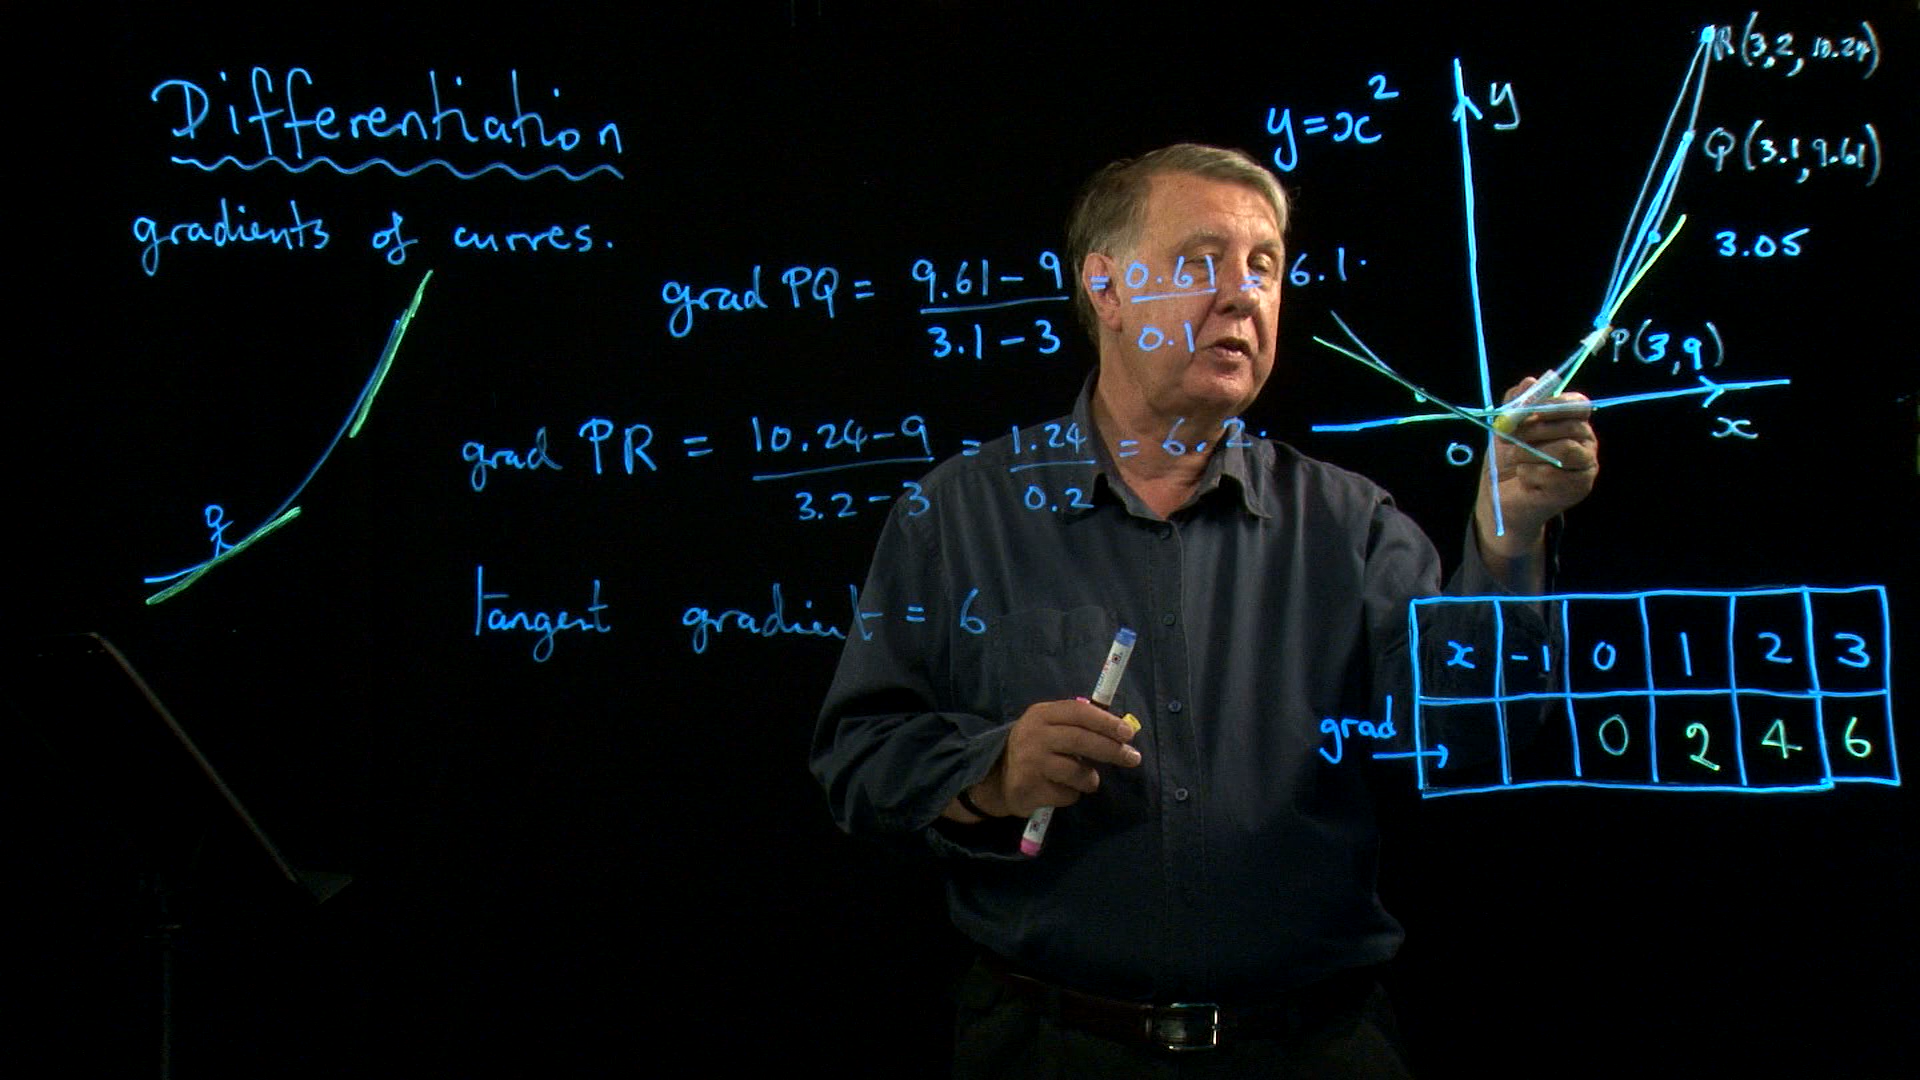 Differentiation
gradients of curves.
grad PQ = 9.61 - 9 / 3.1 - 3 = 0.61 / 0.1 = 6.1.
grad PR = 10.24 - 9 / 3.2 - 3 = 1.24 / 0.2 = 6.2.
tangent gradient = 6
y = x²
y
R(3.2, 10.24)
Q(3.1, 9.61)
3.05
P(3,9)
x
0
x -1 0 1 2 3
grad → 0 2 4 6